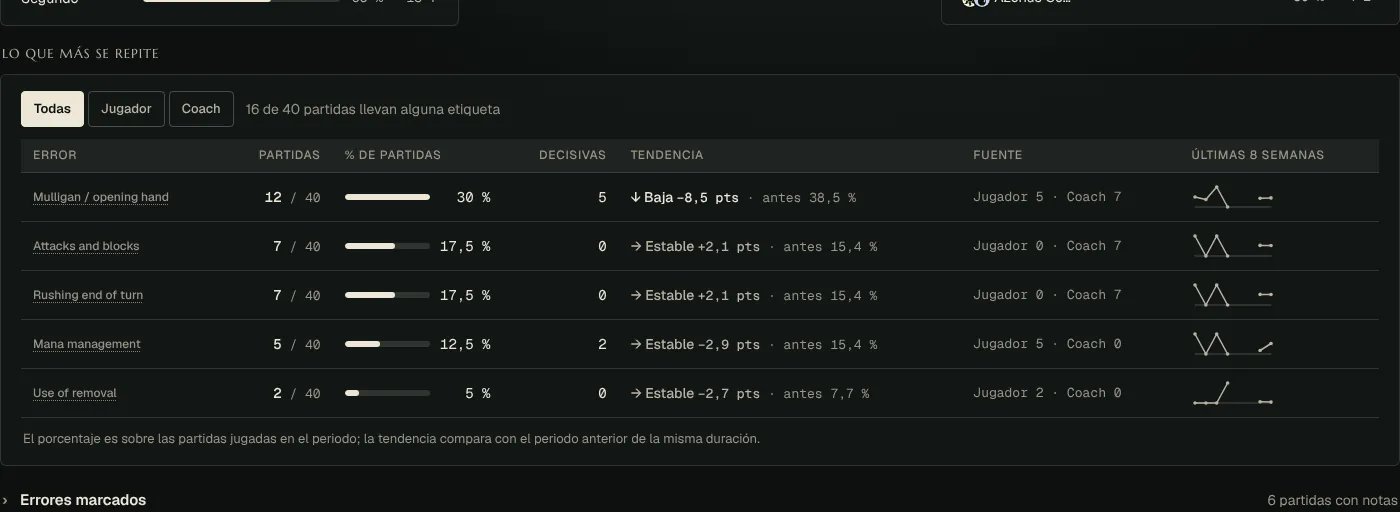 LO QUE MÁS SE REPITE
Todas Jugador Coach 16 de 40 partidas llevan alguna etiqueta
ERROR PARTIDAS % DE PARTIDAS DECISIVAS TENDENCIA FUENTE ÚLTIMAS 8 SEMANAS
Mulligan / opening hand 12 / 40 30 % 5 ↓ Baja −8,5 pts · antes 38,5 % Jugador 5 · Coach 7
Attacks and blocks 7 / 40 17,5 % 0 → Estable +2,1 pts · antes 15,4 % Jugador 0 · Coach 7
Rushing end of turn 7 / 40 17,5 % 0 → Estable +2,1 pts · antes 15,4 % Jugador 0 · Coach 7
Mana management 5 / 40 12,5 % 2 → Estable −2,9 pts · antes 15,4 % Jugador 5 · Coach 0
Use of removal 2 / 40 5 % 0 → Estable −2,7 pts · antes 7,7 % Jugador 2 · Coach 0
El porcentaje es sobre las partidas jugadas en el periodo; la tendencia compara con el periodo anterior de la misma duración.
› Errores marcados 6 partidas con notas